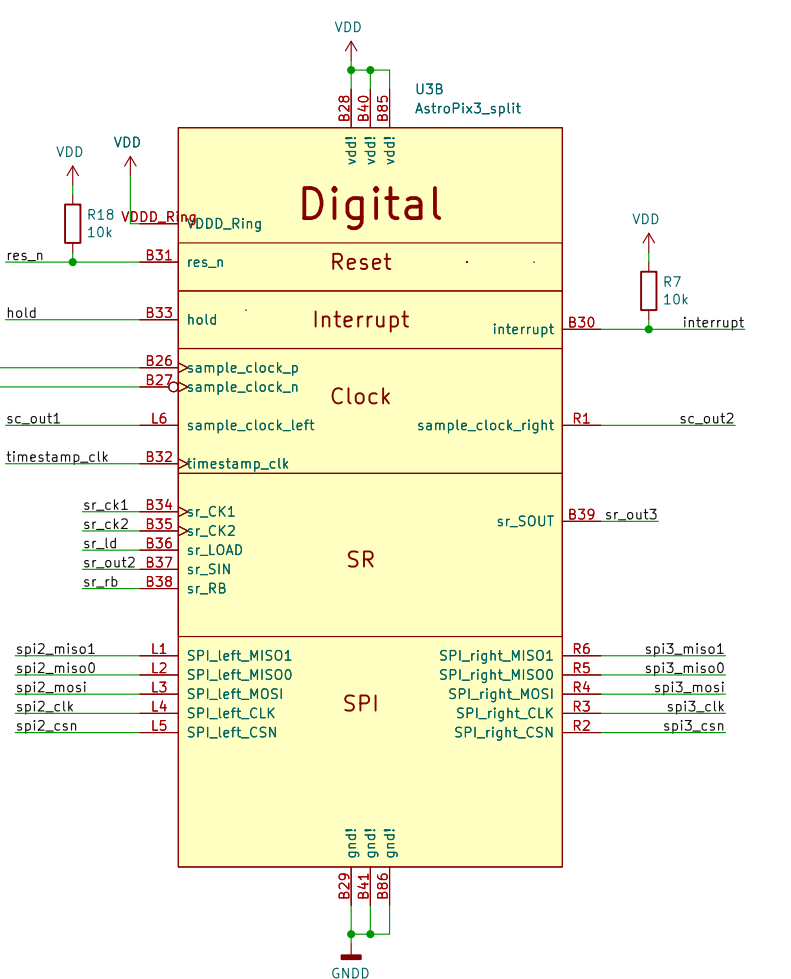 VDD
U3B
AstroPix3_split
B28 B40 B85
vdd! vdd! vdd!
VDD
VDD
Digital
R18
10k
VDDD_Ring
VDDD_Ring
VDD
res_n B31 res_n Reset
R7
10k
hold B33 hold Interrupt
interrupt B30 interrupt
B26 sample_clock_p
B27 sample_clock_n
Clock
sc_out1 L6 sample_clock_left sample_clock_right R1 sc_out2
timestamp_clk B32 timestamp_clk
sr_ck1 B34 sr_CK1
sr_SOUT B39 sr_out3
sr_ck2 B35 sr_CK2
sr_ld B36 sr_LOAD
SR
sr_out2 B37 sr_SIN
sr_rb B38 sr_RB
spi2_miso1 L1 SPI_left_MISO1 SPI_right_MISO1 R6 spi3_miso1
spi2_miso0 L2 SPI_left_MISO0 SPI_right_MISO0 R5 spi3_miso0
spi2_mosi L3 SPI_left_MOSI SPI_right_MOSI R4 spi3_mosi
SPI
spi2_clk L4 SPI_left_CLK SPI_right_CLK R3 spi3_clk
spi2_csn L5 SPI_left_CSN SPI_right_CSN R2 spi3_csn
gnd! gnd! gnd!
B29 B41 B86
GNDD